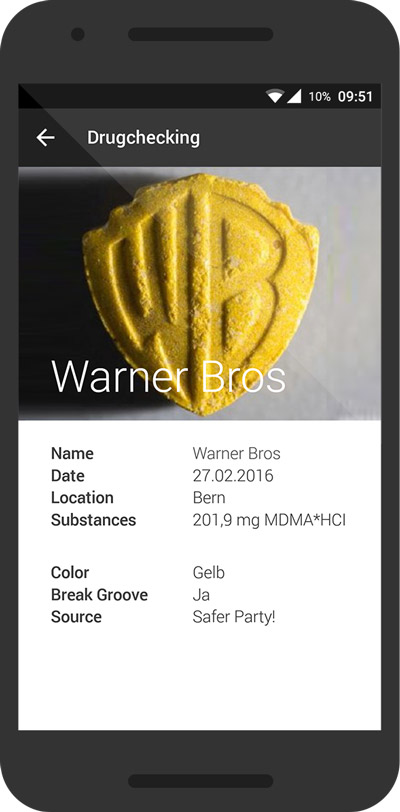 10% 09:51
Drugchecking
WB
Warner Bros
Name Warner Bros
Date 27.02.2016
Location Bern
Substances 201,9 mg MDMA*HCl
Color Gelb
Break Groove Ja
Source Safer Party!